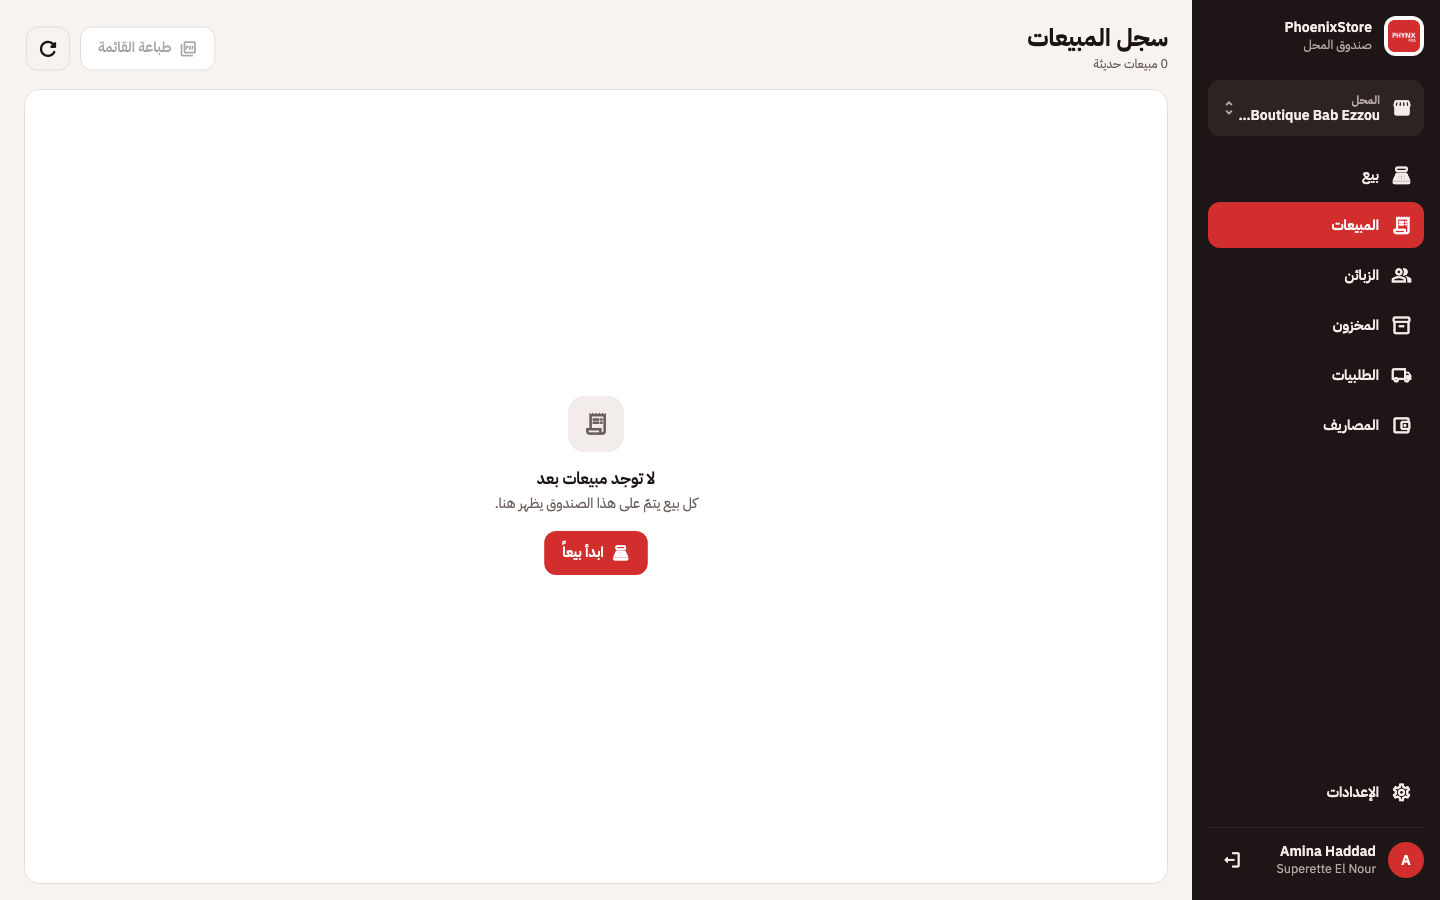 PHYNX
POS
PhoenixStore
صندوق المحل
المحل
Boutique Bab Ezzou...
بيع
المبيعات
الزبائن
المخزون
الطلبيات
المصاريف
الإعدادات
A
Amina Haddad
Superette El Nour
سجل المبيعات
0 مبيعات حديثة
طباعة القائمة
لا توجد مبيعات بعد
كل بيع يتمّ على هذا الصندوق يظهر هنا.
ابدأ بيعاً